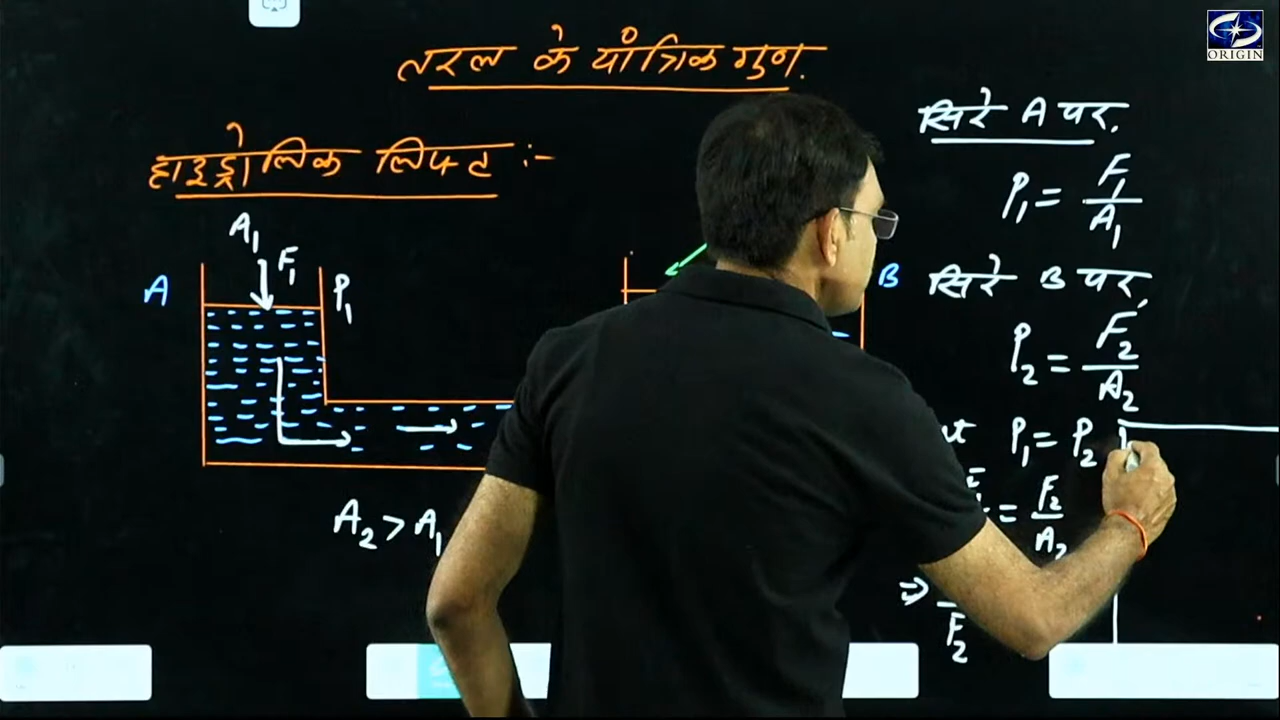 तरल के यांत्रिक गुण.
हाइड्रोलिक लिफ्ट :-
A₁
F₁
A
P₁
A₂ > A₁
B
सिरे A पर.
P₁ = F₁/A₁
सिरे B पर,
P₂ = F₂/A₂
P₁ = P₂
= F₂/A₂
⇒
F₂
ORIGIN